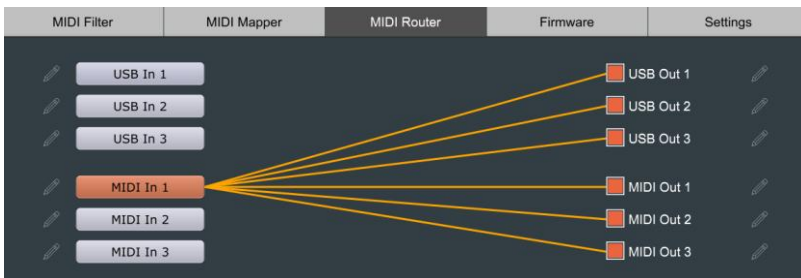 MIDI Filter MIDI Mapper MIDI Router Firmware Settings
USB In 1 USB Out 1
USB In 2 USB Out 2
USB In 3 USB Out 3
MIDI In 1 MIDI Out 1
MIDI In 2 MIDI Out 2
MIDI In 3 MIDI Out 3